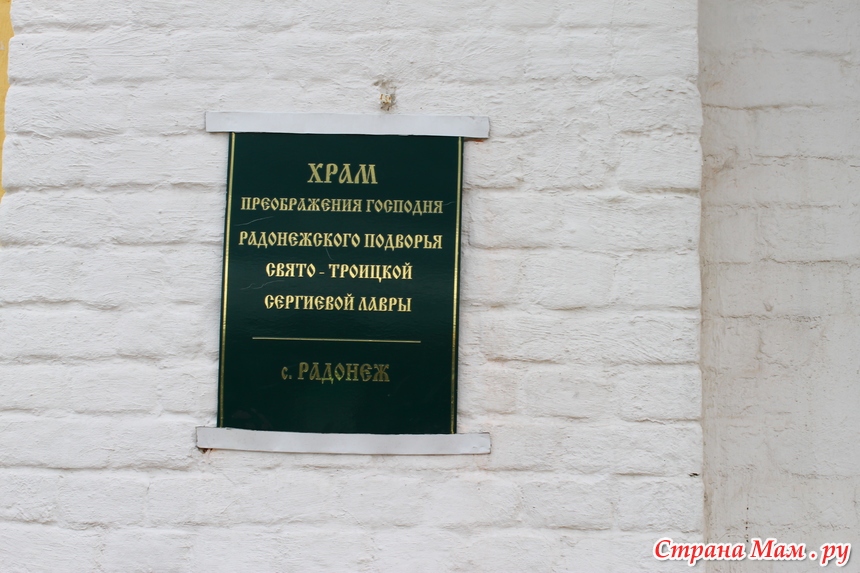 ХРАМ
ПРЕОБРАЖЕНИЯ ГОСПОДНЯ
РАДОНЕЖСКОГО ПОДВОРЬЯ
СВЯТО - ТРОИЦКОЙ
СЕРГИЕВОЙ ЛАВРЫ
с. РАДОНЕЖ
Страна Мам.ру